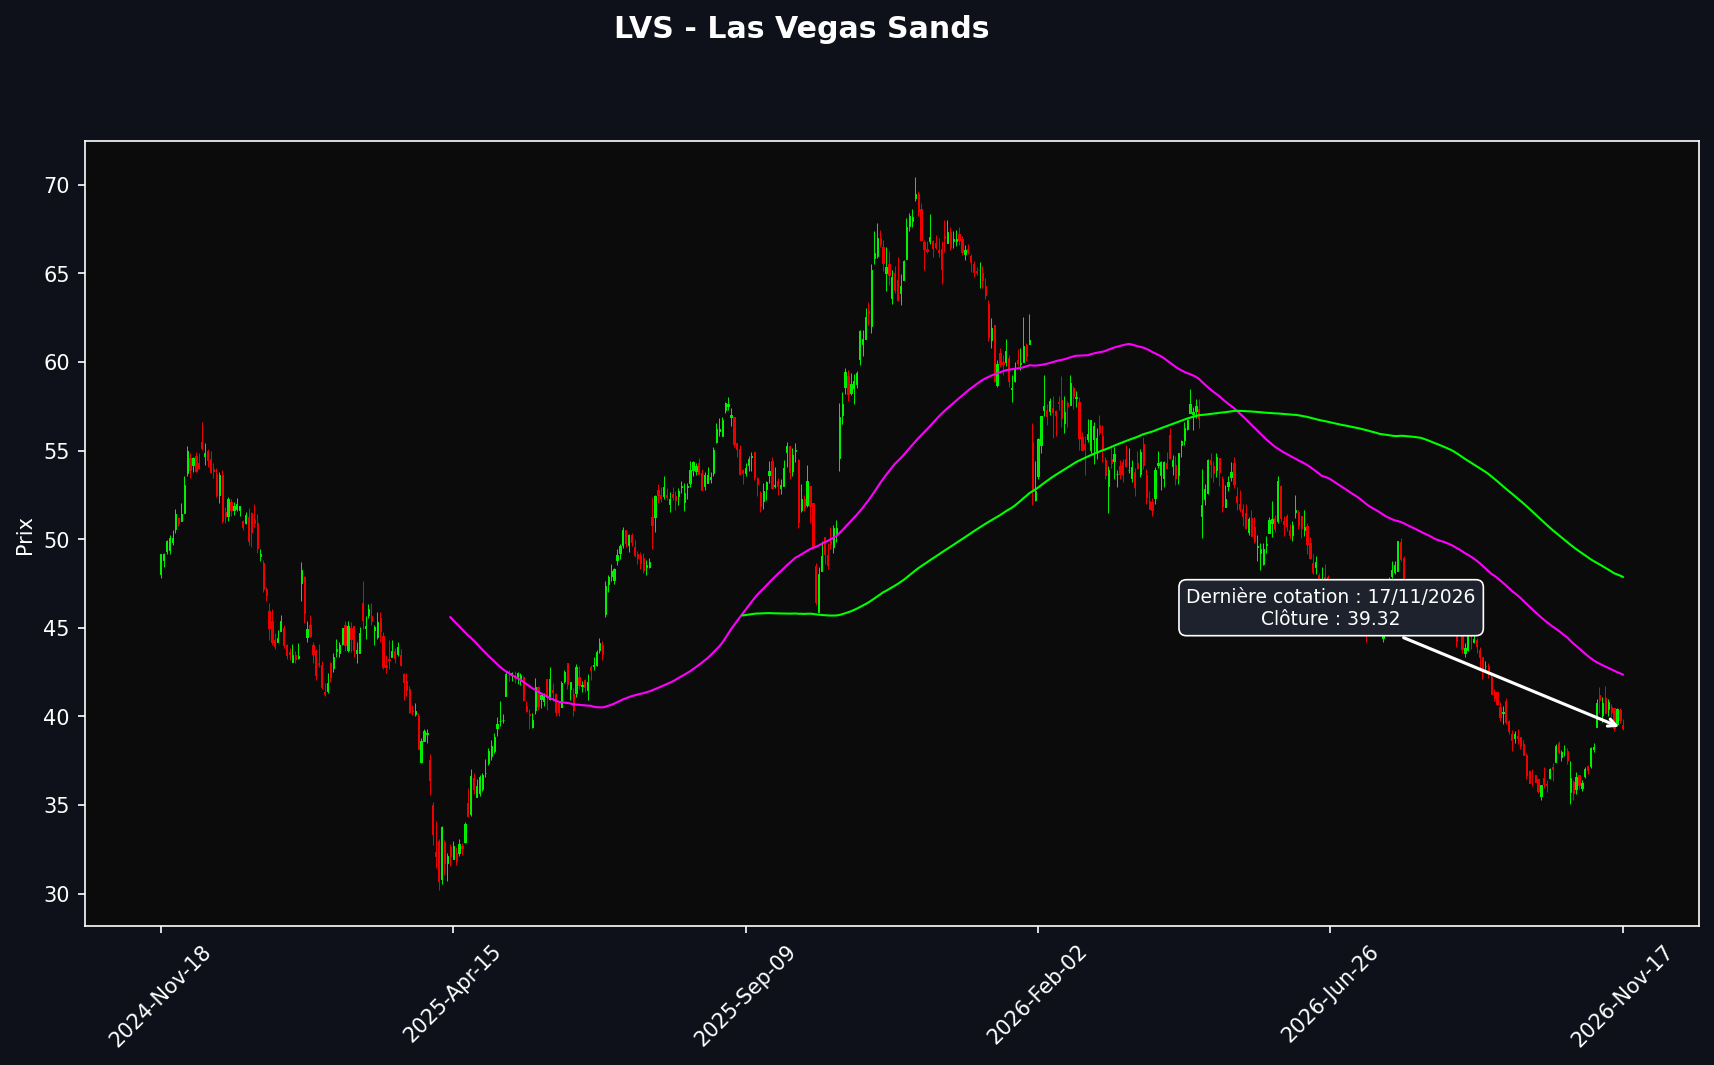 LVS - Las Vegas Sands
Prix
70
65
60
55
50
45
40
35
30
Dernière cotation : 17/11/2026
Clôture : 39.32
2024-Nov-18
2025-Apr-15
2025-Sep-09
2026-Feb-02
2026-Jun-26
2026-Nov-17